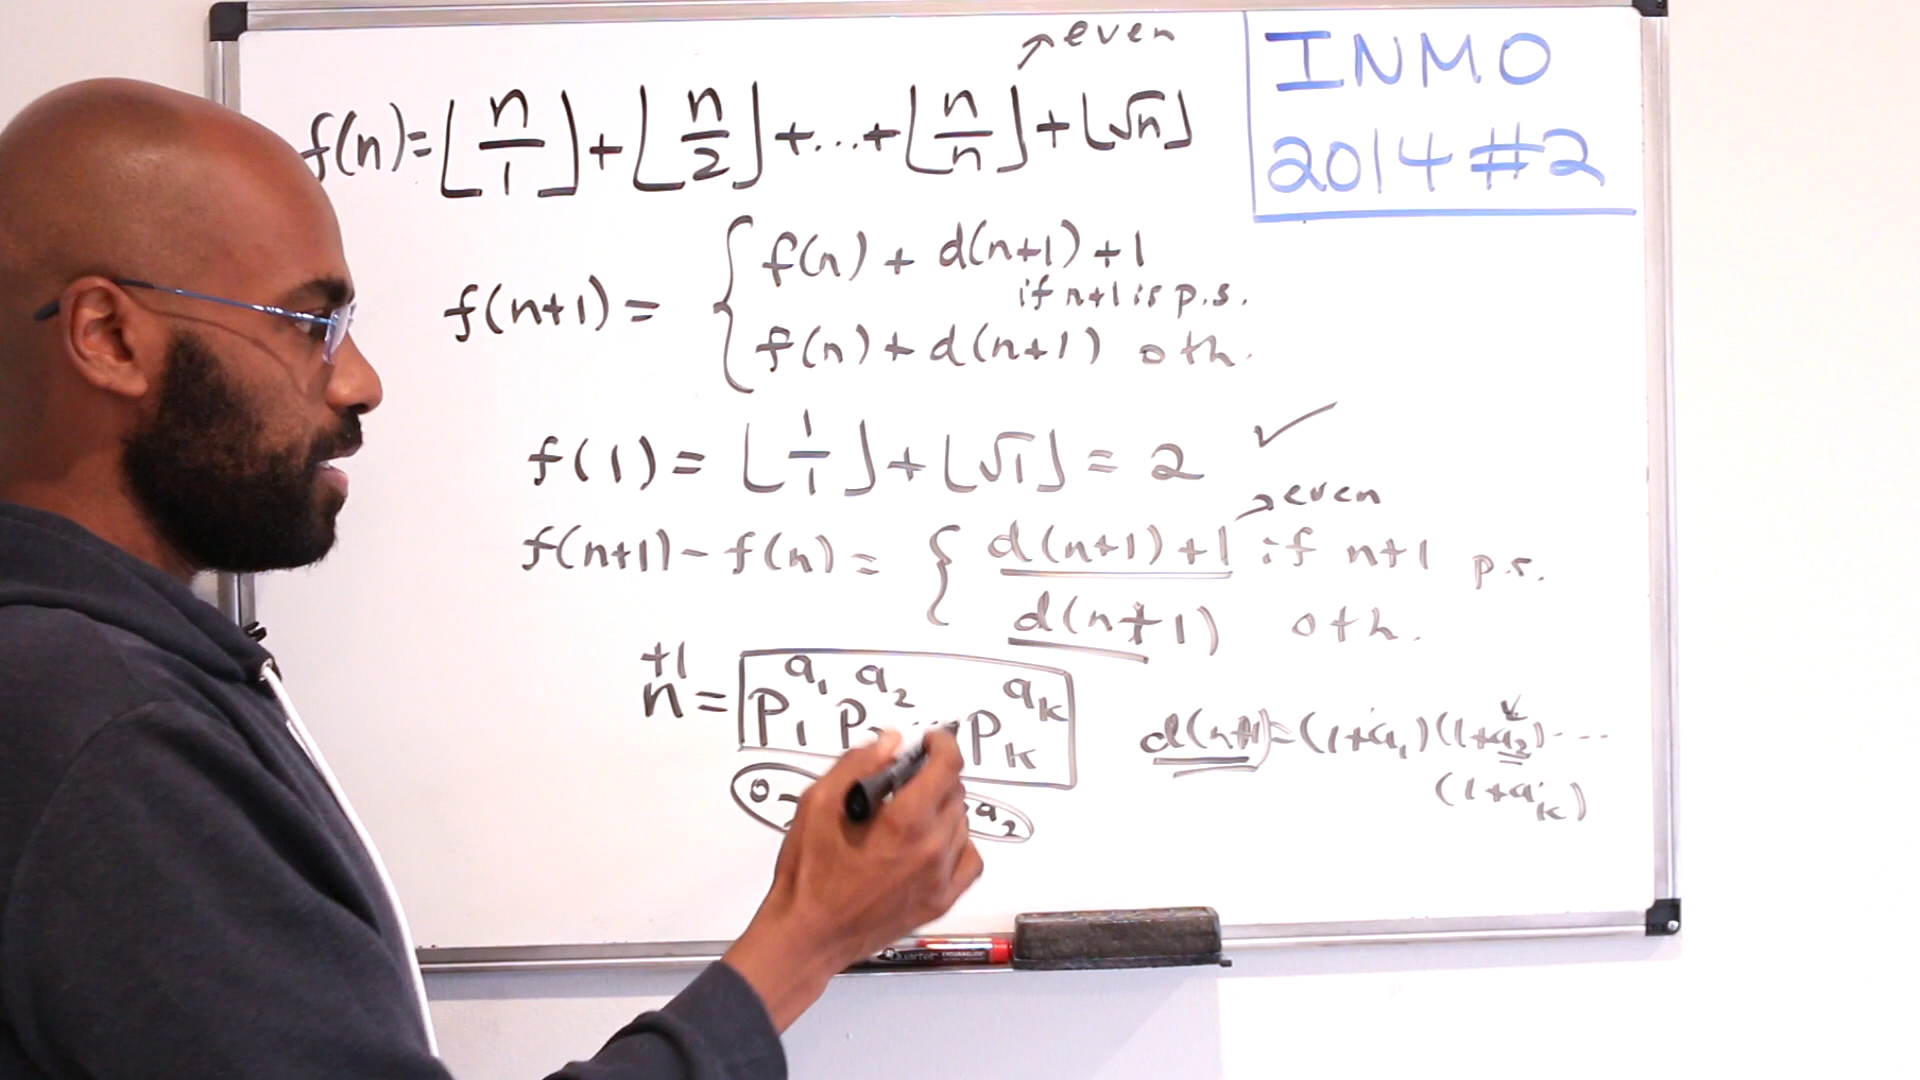 even
f(n)=⌊n/1⌋+⌊n/2⌋+...+⌊n/n⌋+⌊√n⌋
INMO
2014 #2
f(n+1) = { f(n) + d(n+1) + 1
if n+1 is p.s.
f(n) + d(n+1) oth.
f(1) = ⌊1/1⌋ + ⌊√1⌋ = 2 ✓
even
f(n+1) - f(n) = { d(n+1) + 1 if n+1 p.s.
d(n+1) oth.
+1
n = p₁^a₁ p₂^a₂ ... p_k^a_k
d(n+1) = (1+a₁)(1+a₂)...
(1+a_k)
0- a₂
Quartet